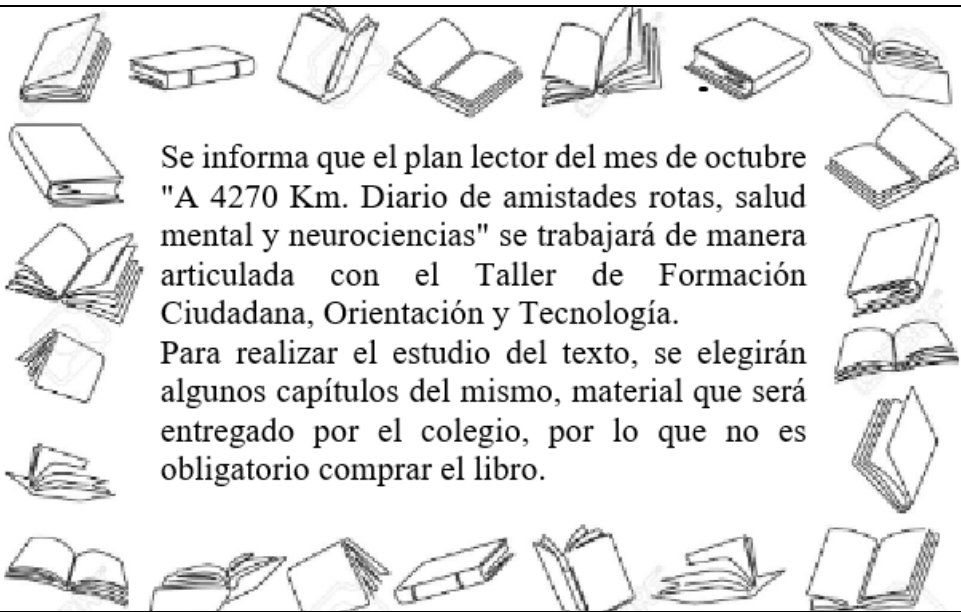 Se informa que el plan lector del mes de octubre
"A 4270 Km. Diario de amistades rotas, salud
mental y neurociencias" se trabajará de manera
articulada con el Taller de Formación
Ciudadana, Orientación y Tecnología.
Para realizar el estudio del texto, se elegirán
algunos capítulos del mismo, material que será
entregado por el colegio, por lo que no es
obligatorio comprar el libro.